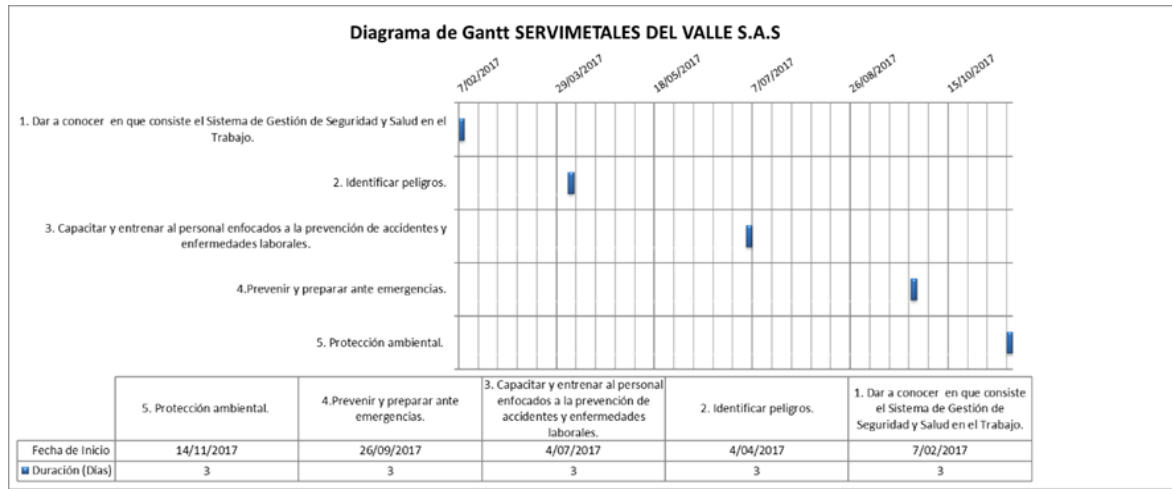 Diagrama de Gantt SERVIMETALES DEL VALLE S.A.S
7/02/2017 29/03/2017 18/05/2017 7/07/2017 26/08/2017 15/10/2017
1. Dar a conocer en que consiste el Sistema de Gestión de Seguridad y Salud en el
Trabajo.
2. Identificar peligros.
3. Capacitar y entrenar al personal enfocados a la prevención de accidentes y
enfermedades laborales.
4.Prevenir y preparar ante emergencias.
5. Protección ambiental.
5. Protección ambiental.
4.Prevenir y preparar ante
emergencias.
3. Capacitar y entrenar al personal
enfocados a la prevención de
accidentes y enfermedades
laborales.
2. Identificar peligros.
1. Dar a conocer en que consiste
el Sistema de Gestión de
Seguridad y Salud en el Trabajo.
Fecha de Inicio 14/11/2017 26/09/2017 4/07/2017 4/04/2017 7/02/2017
Duración (Días) 3 3 3 3 3